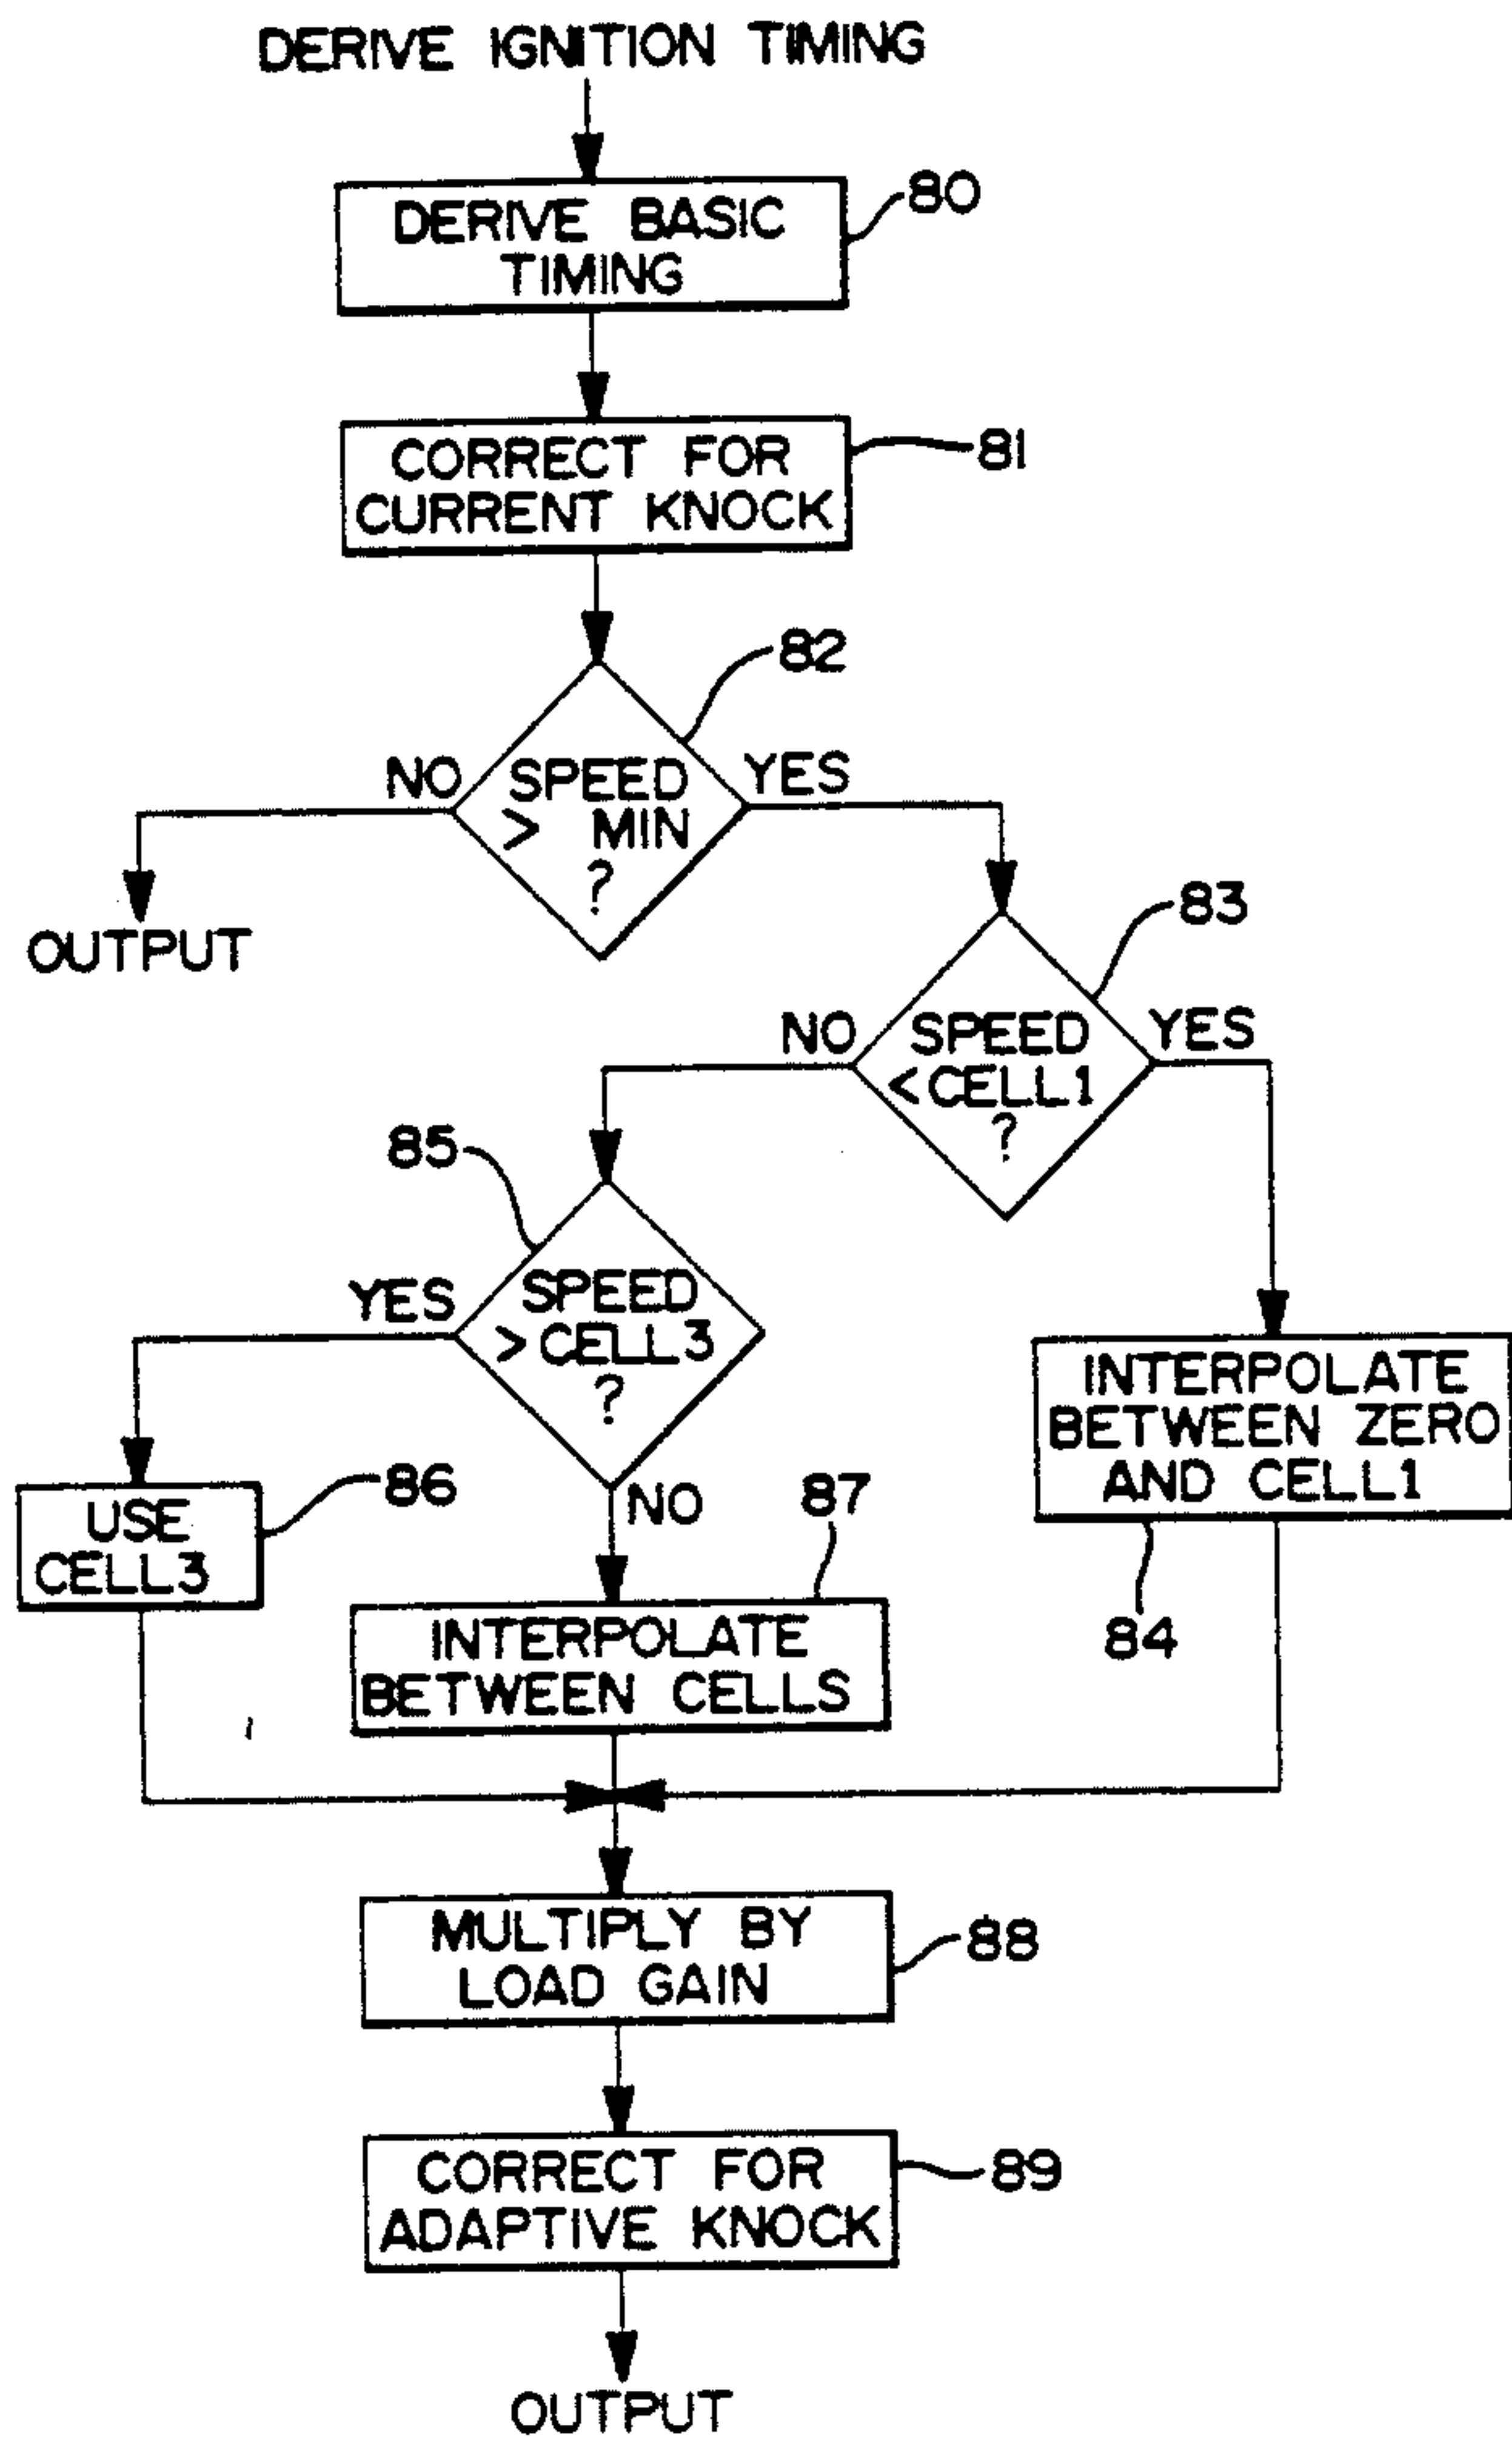 DERIVE IGNITION TIMING
80
DERIVE BASIC
TIMING
81
CORRECT FOR
CURRENT KNOCK
82
NO
SPEED
> MIN
?
YES
OUTPUT
83
NO
SPEED
< CELL1
?
YES
85
YES
SPEED
> CELL3
?
NO
INTERPOLATE
BETWEEN ZERO
AND CELL1
84
86
USE
CELL3
87
INTERPOLATE
BETWEEN CELLS
MULTIPLY BY
LOAD GAIN
88
CORRECT FOR
ADAPTIVE KNOCK
89
OUTPUT